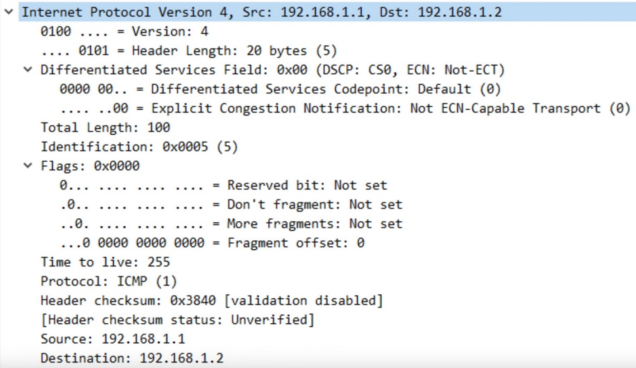 Internet Protocol Version 4, Src: 192.168.1.1, Dst: 192.168.1.2
0100 .... = Version: 4
.... 0101 = Header Length: 20 bytes (5)
Differentiated Services Field: 0x00 (DSCP: CS0, ECN: Not-ECT)
0000 00.. = Differentiated Services Codepoint: Default (0)
.... ..00 = Explicit Congestion Notification: Not ECN-Capable Transport (0)
Total Length: 100
Identification: 0x0005 (5)
Flags: 0x0000
0... .... .... .... = Reserved bit: Not set
.0.. .... .... .... = Don't fragment: Not set
..0. .... .... .... = More fragments: Not set
...0 0000 0000 0000 = Fragment offset: 0
Time to live: 255
Protocol: ICMP (1)
Header checksum: 0x3840 [validation disabled]
[Header checksum status: Unverified]
Source: 192.168.1.1
Destination: 192.168.1.2